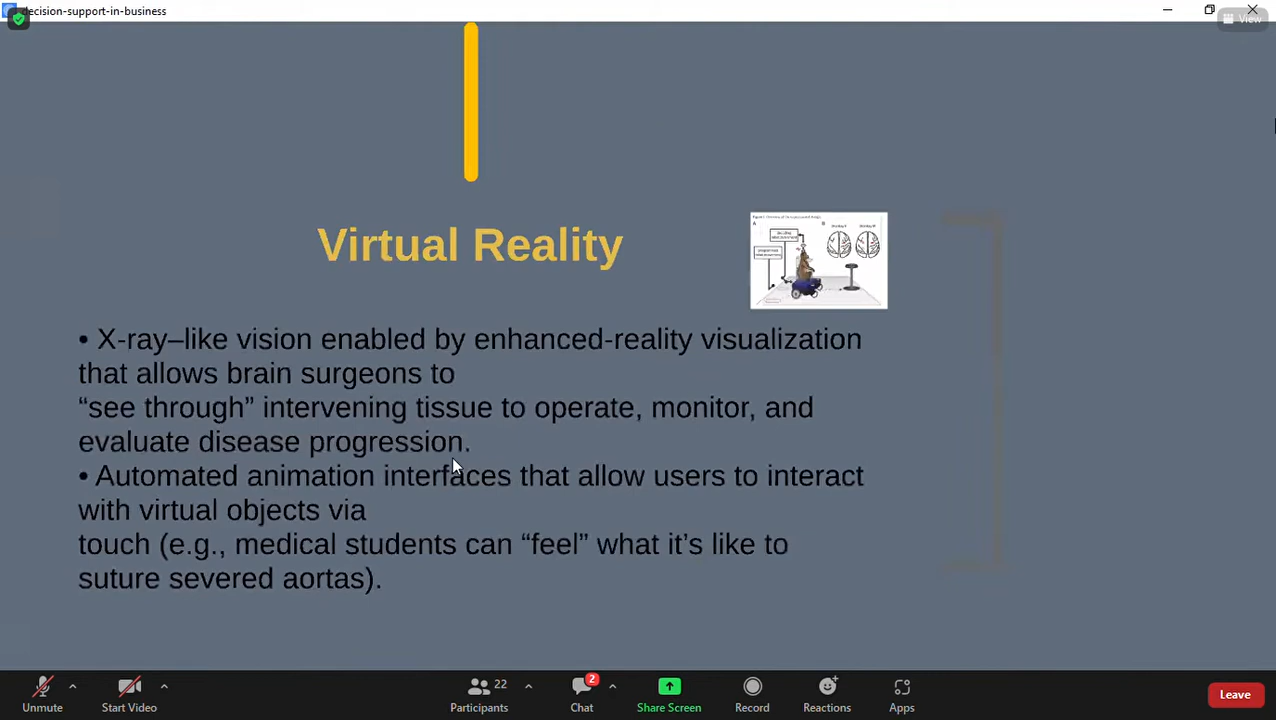 decision-support-in-business
View
Virtual Reality
• X-ray–like vision enabled by enhanced-reality visualization
that allows brain surgeons to
“see through” intervening tissue to operate, monitor, and
evaluate disease progression.
• Automated animation interfaces that allow users to interact
with virtual objects via
touch (e.g., medical students can “feel” what it’s like to
suture severed aortas).
Unmute
Start Video
22
Participants
2
Chat
Share Screen
Record
Reactions
Apps
Leave